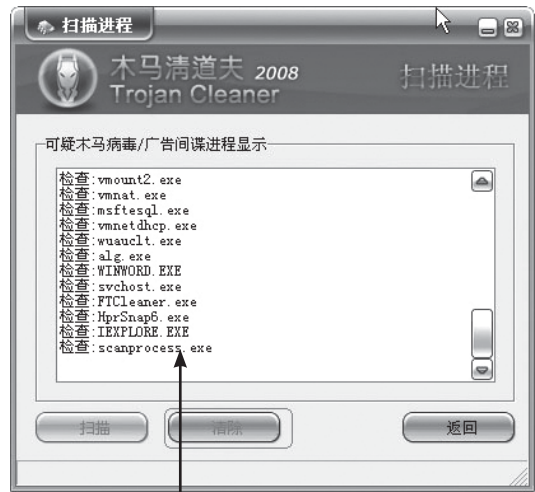 扫描进程
木马清道夫 2008
Trojan Cleaner
扫描进程
可疑木马病毒/广告间谍进程显示
检查:vmount2.exe
检查:vmnat.exe
检查:msftesql.exe
检查:vmnetdhcp.exe
检查:wuauclt.exe
检查:alg.exe
检查:WINWORD.EXE
检查:svchost.exe
检查:FTCleaner.exe
检查:HprSnap6.exe
检查:IEXPLORE.EXE
检查:scanprocess.exe
扫描
清除
返回